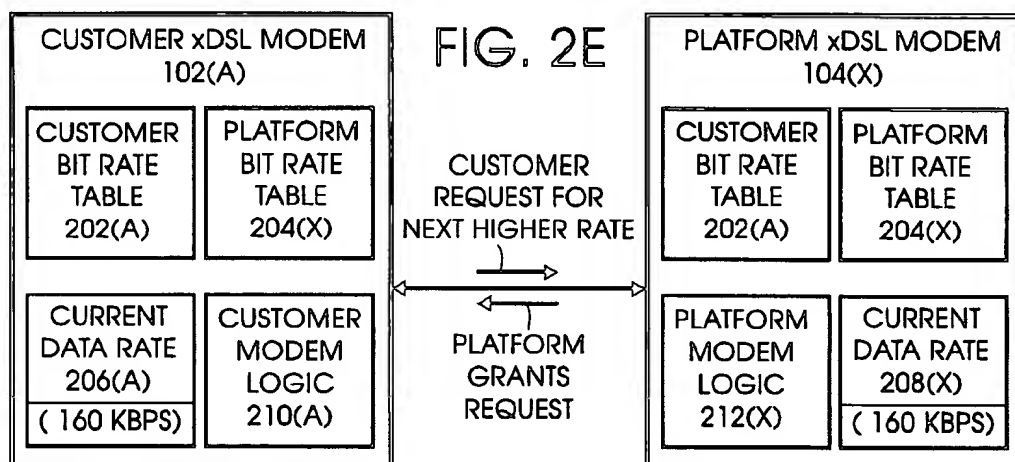 CUSTOMER xDSL MODEM
102(A)
CUSTOMER
BIT RATE
TABLE
202(A)
PLATFORM
BIT RATE
TABLE
204(X)
CURRENT
DATA RATE
206(A)
( 160 KBPS)
CUSTOMER
MODEM
LOGIC
210(A)
FIG. 2E
CUSTOMER
REQUEST FOR
NEXT HIGHER RATE
PLATFORM
GRANTS
REQUEST
PLATFORM xDSL MODEM
104(X)
CUSTOMER
BIT RATE
TABLE
202(A)
PLATFORM
BIT RATE
TABLE
204(X)
PLATFORM
MODEM
LOGIC
212(X)
CURRENT
DATA RATE
208(X)
( 160 KBPS)